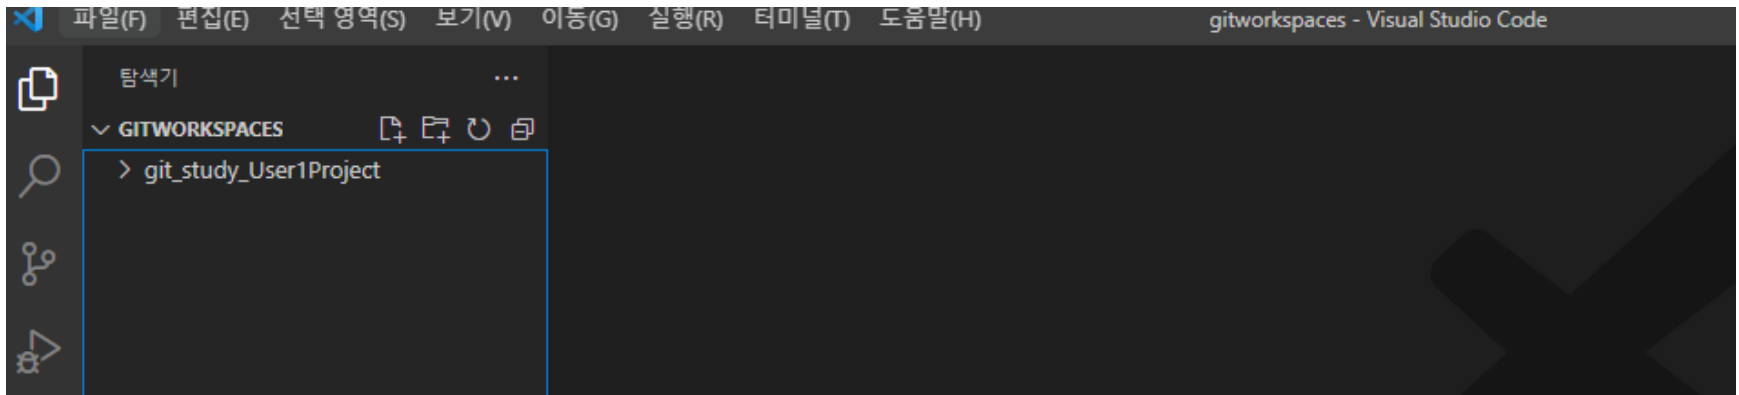 파일(F) 편집(E) 선택 영역(S) 보기(V) 이동(G) 실행(R) 터미널(T) 도움말(H) gitworkspaces - Visual Studio Code
탐색기
GITWORKSPACES
git_study_User1Project